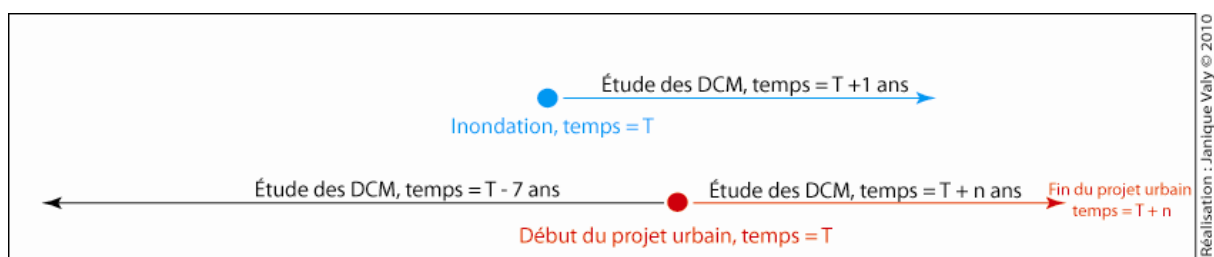 Étude des DCM, temps = T +1 ans
Inondation, temps = T
Étude des DCM, temps = T - 7 ans
Étude des DCM, temps = T + n ans
Fin du projet urbain
temps = T + n
Début du projet urbain, temps = T
Réalisation : Janique Valy © 2010